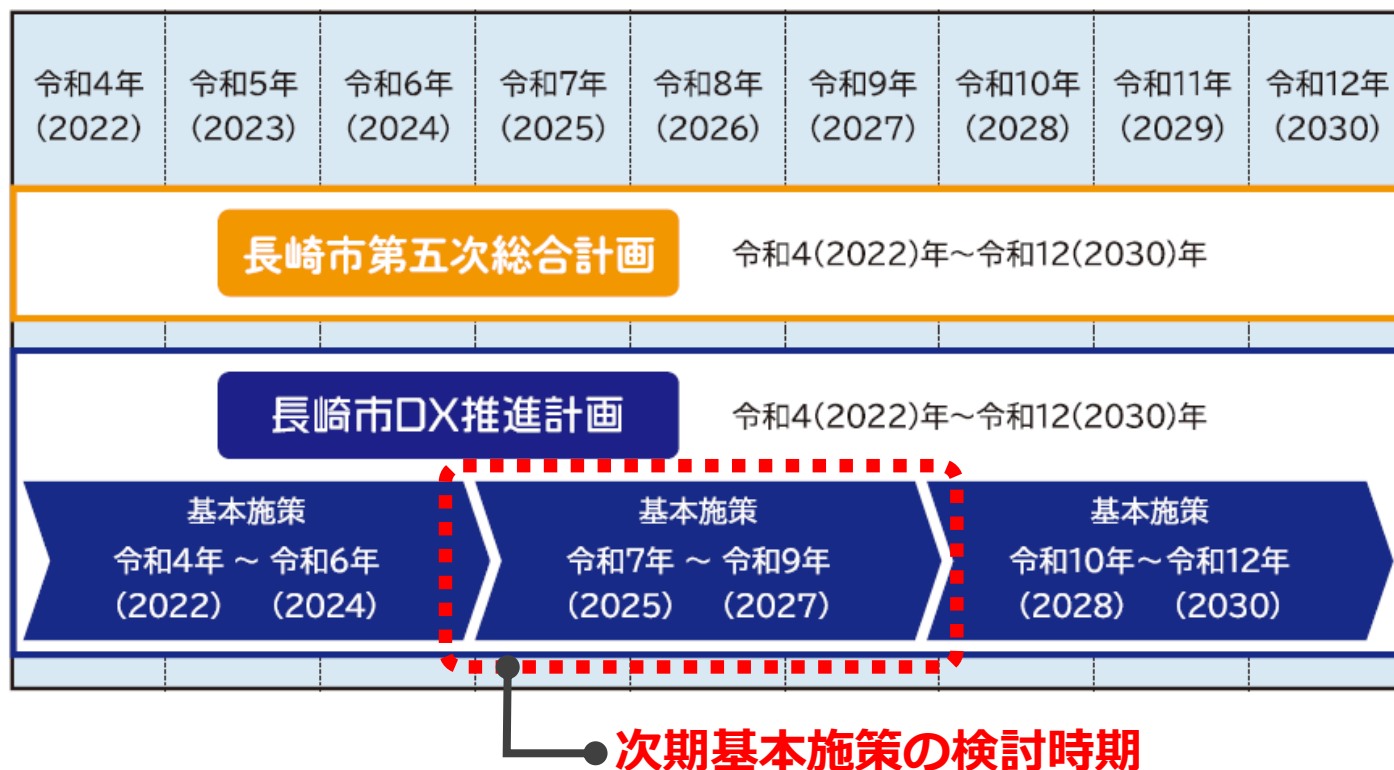 令和4年 令和5年 令和6年 令和7年 令和8年 令和9年 令和10年 令和11年 令和12年
(2022) (2023) (2024) (2025) (2026) (2027) (2028) (2029) (2030)
長崎市第五次総合計画 令和4(2022)年~令和12(2030)年
長崎市DX推進計画 令和4(2022)年~令和12(2030)年
基本施策
令和4年 ~ 令和6年
(2022) (2024)
基本施策
令和7年 ~ 令和9年
(2025) (2027)
基本施策
令和10年~令和12年
(2028) (2030)
次期基本施策の検討時期